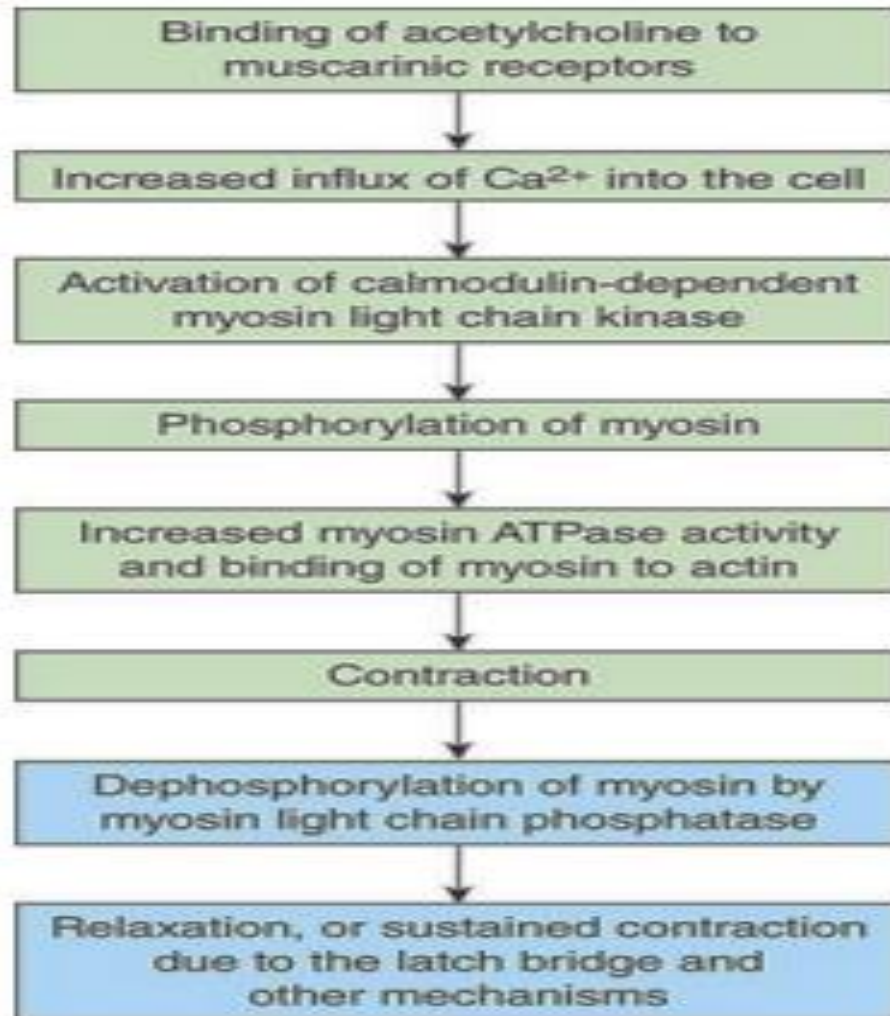 Binding of acetylcholine to
muscarinic receptors
Increased influx of Ca²⁺ into the cell
Activation of calmodulin-dependent
myosin light chain kinase
Phosphorylation of myosin
Increased myosin ATPase activity
and binding of myosin to actin
Contraction
Dephosphorylation of myosin by
myosin light chain phosphatase
Relaxation, or sustained contraction
due to the latch bridge and
other mechanisms